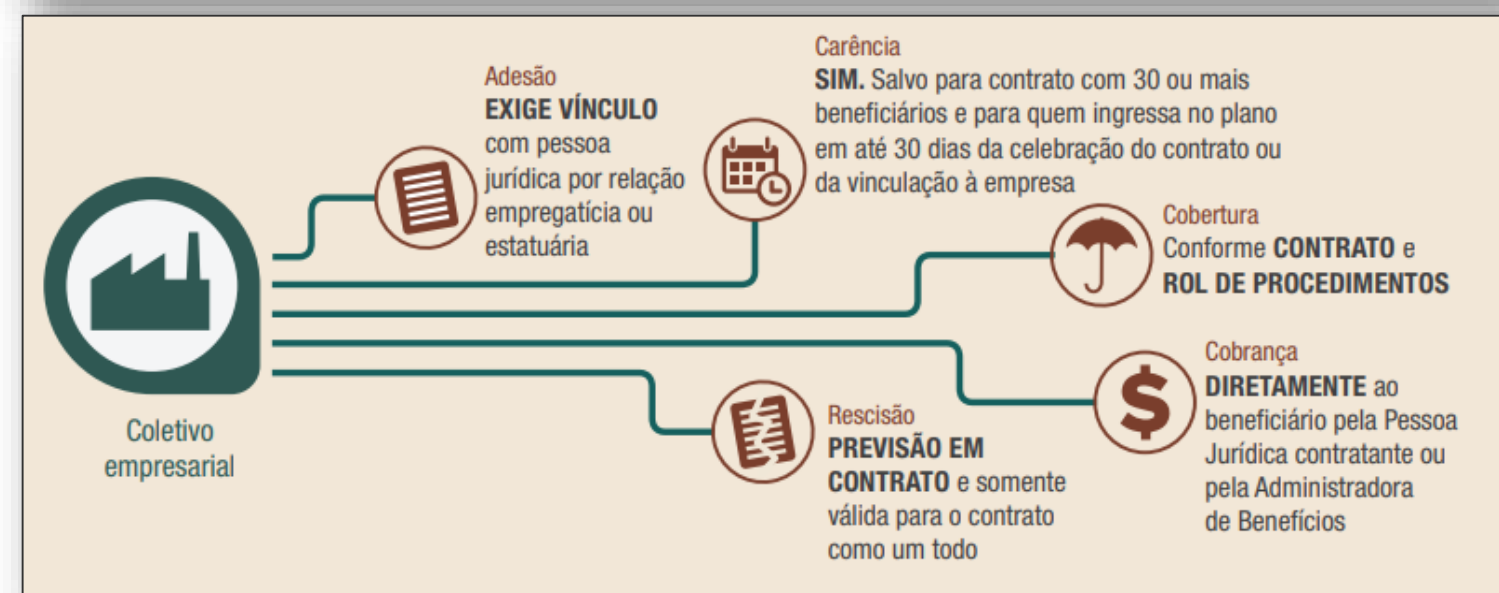 Adesão
EXIGE VÍNCULO
com pessoa
jurídica por relação
empregatícia ou
estatuária
Carência
SIM. Salvo para contrato com 30 ou mais
beneficiários e para quem ingressa no plano
em até 30 dias da celebração do contrato ou
da vinculação à empresa
Cobertura
Conforme CONTRATO e
ROL DE PROCEDIMENTOS
Cobrança
DIRETAMENTE ao
beneficiário pela Pessoa
Jurídica contratante ou
pela Administradora
de Benefícios
Rescisão
PREVISÃO EM
CONTRATO e somente
válida para o contrato
como um todo
Coletivo
empresarial